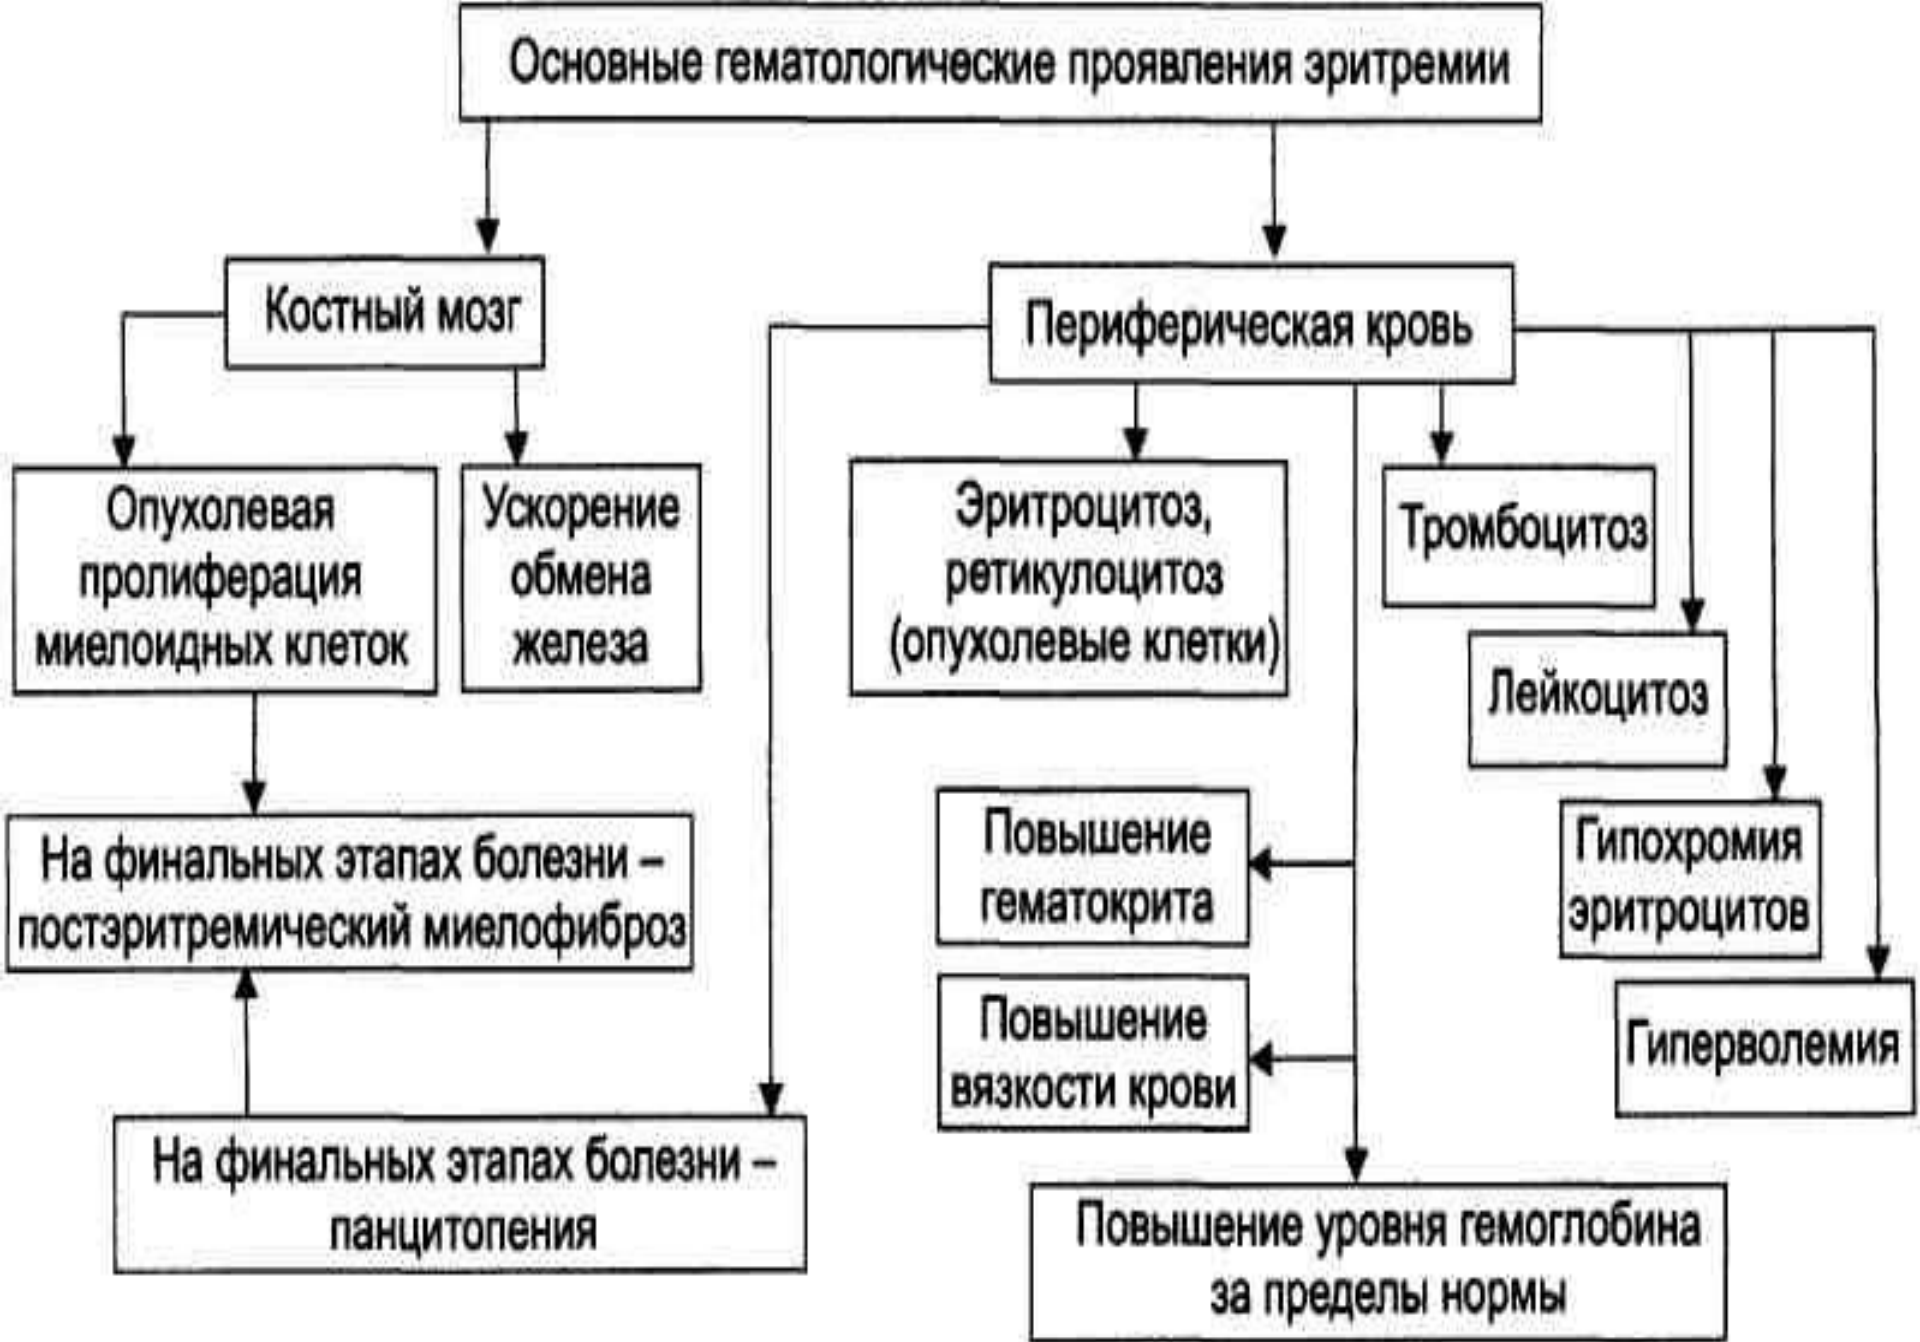 Основные гематологические проявления эритремии
Костный мозг
Периферическая кровь
Опухолевая
пролиферация
миелоидных клеток
Ускорение
обмена
железа
Эритроцитоз,
ретикулоцитоз
(опухолевые клетки)
Тромбоцитоз
Лейкоцитоз
Повышение
гематокрита
Гипохромия
эритроцитов
На финальных этапах болезни –
постэритремический миелофиброз
Повышение
вязкости крови
Гиперволемия
На финальных этапах болезни –
панцитопения
Повышение уровня гемоглобина
за пределы нормы